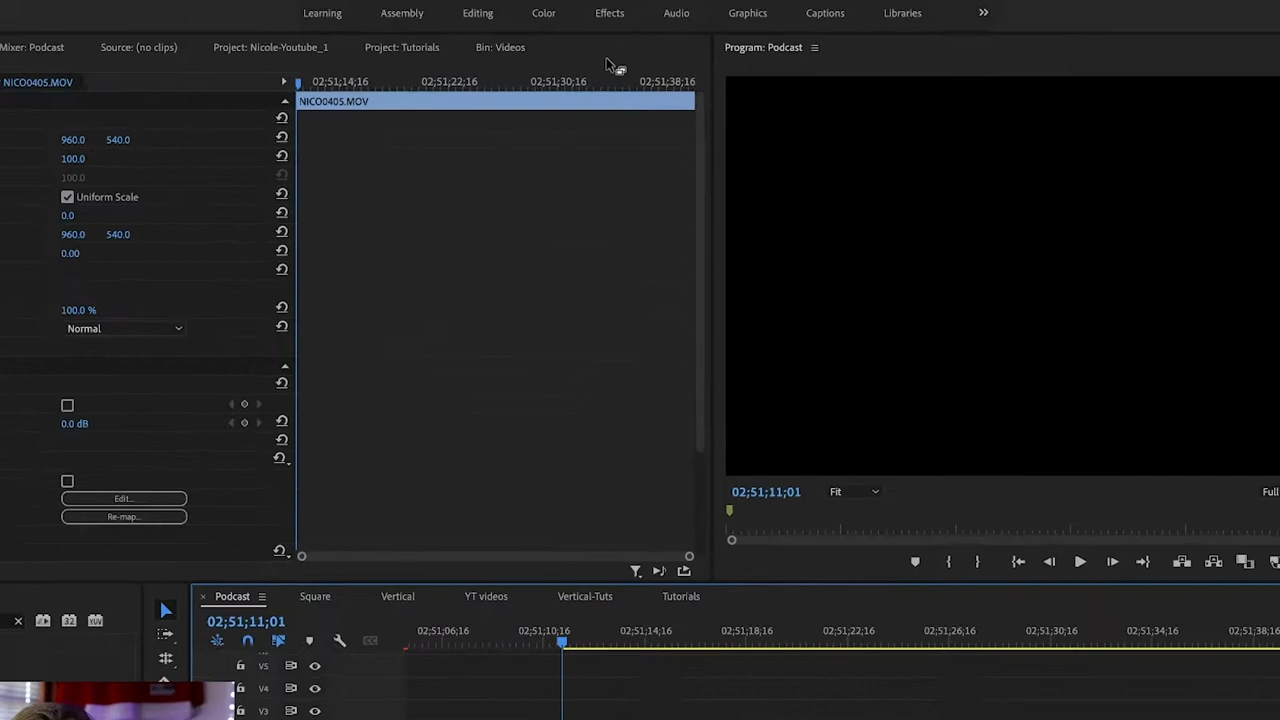 Learning Assembly Editing Color Effects Audio Graphics Captions Libraries
Mixer: Podcast Source: (no clips) Project: Nicole-Youtube_1 Project: Tutorials Bin: Videos
Program: Podcast
NICO0405.MOV
02;51;14;16 02;51;22;16 02;51;30;16 02;51;38;16
NICO0405.MOV
960.0 540.0
100.0
100.0
Uniform Scale
0.0
960.0 540.0
0.00
100.0 %
Normal
0.0 dB
Edit...
Re-map...
02;51;11;01 Fit Full
Podcast Square Vertical YT videos Vertical-Tuts Tutorials
02;51;11;01
02;51;06;16 02;51;10;16 02;51;14;16 02;51;18;16 02;51;22;16 02;51;26;16 02;51;30;16 02;51;34;16 02;51;38;16
32 YUV
V5
V4
V3